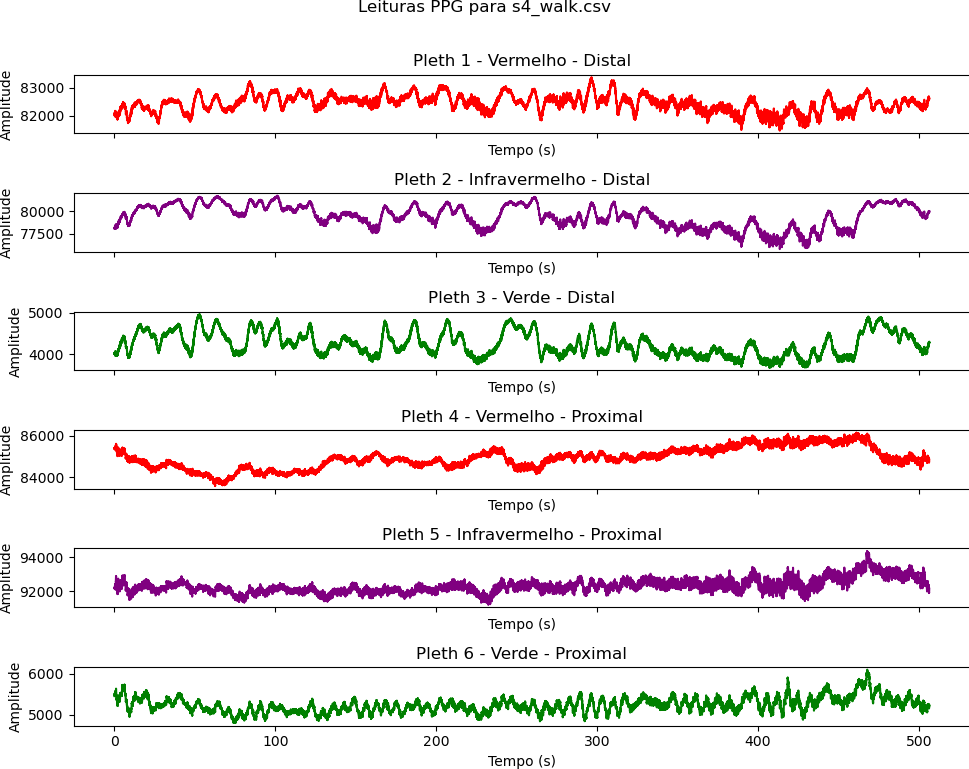 Leituras PPG para s4_walk.csv
Pleth 1 - Vermelho - Distal
Amplitude
83000
82000
Tempo (s)
Pleth 2 - Infravermelho - Distal
Amplitude
80000
77500
Tempo (s)
Pleth 3 - Verde - Distal
Amplitude
5000
4000
Tempo (s)
Pleth 4 - Vermelho - Proximal
Amplitude
86000
84000
Tempo (s)
Pleth 5 - Infravermelho - Proximal
Amplitude
94000
92000
Tempo (s)
Pleth 6 - Verde - Proximal
Amplitude
6000
5000
0 100 200 300 400 500
Tempo (s)